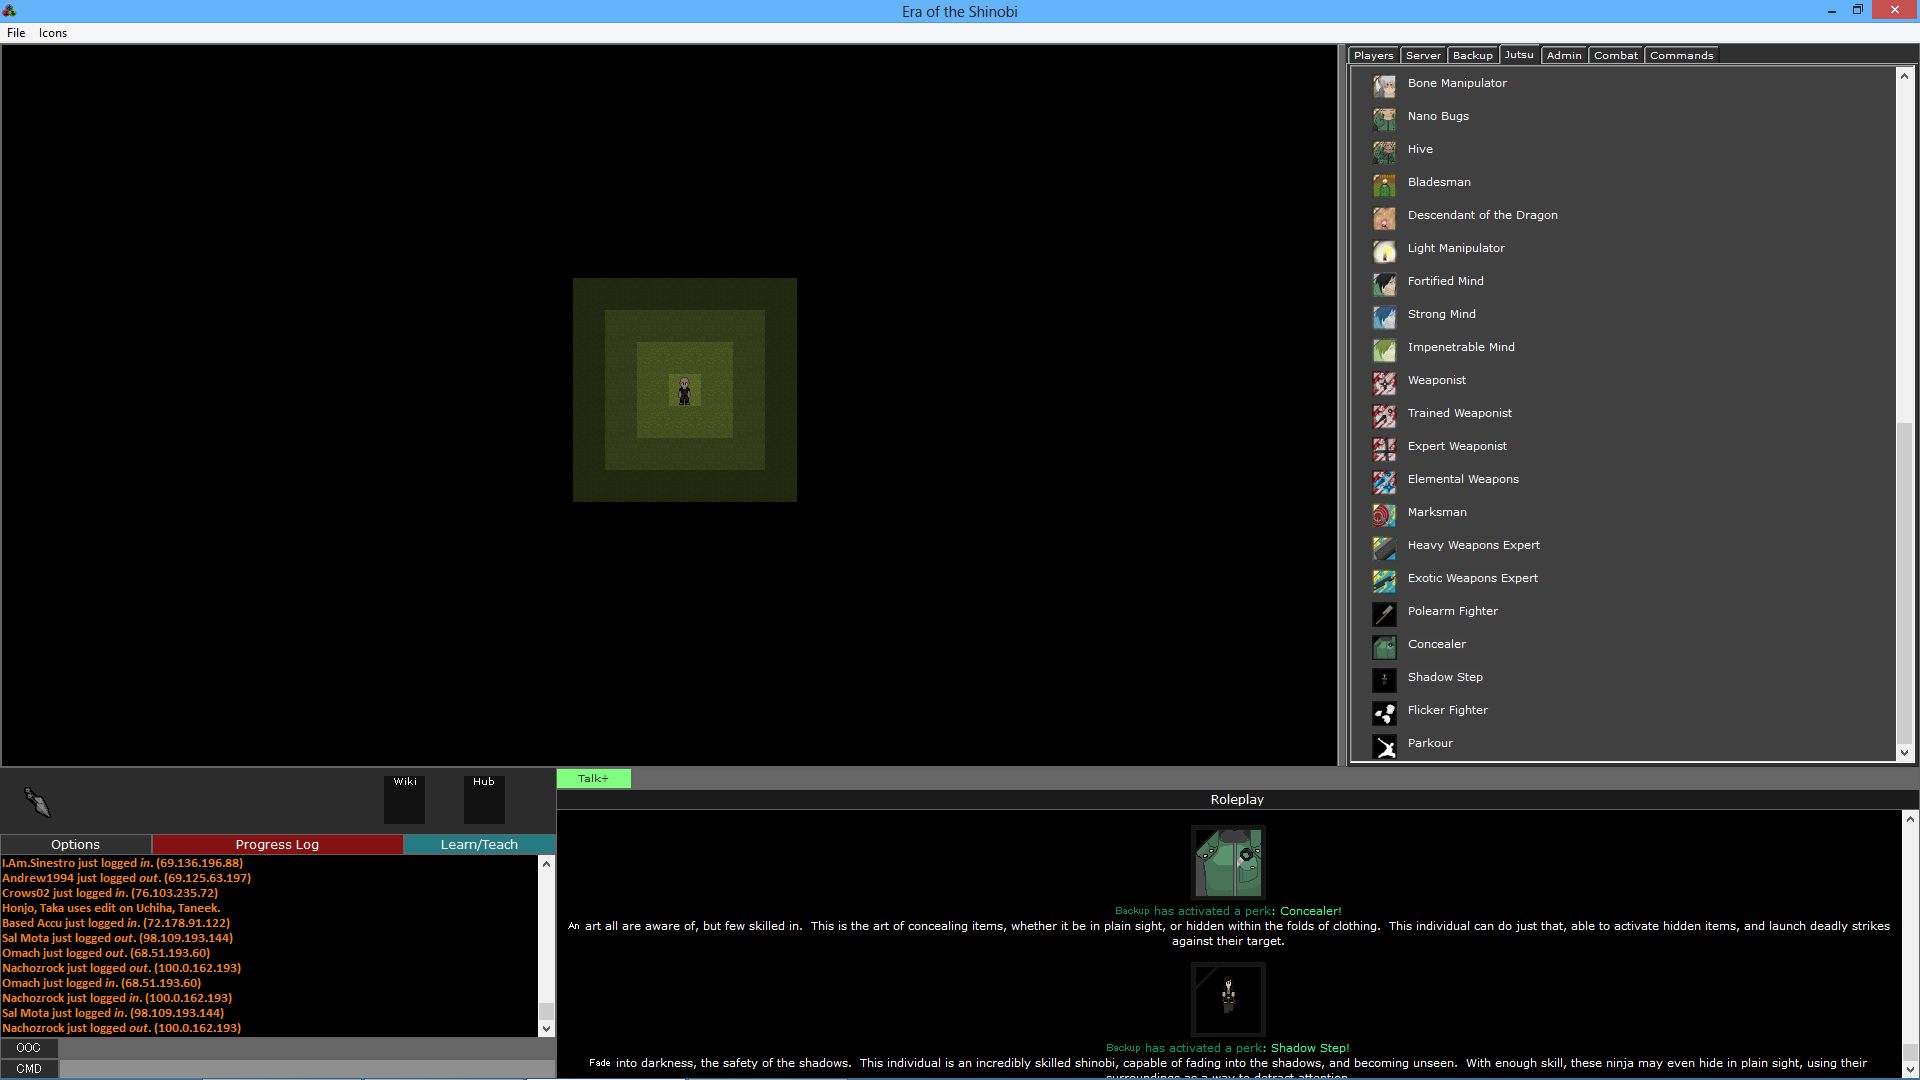 Era of the Shinobi
File Icons
Players Server Backup Jutsu Admin Combat Commands
Bone Manipulator
Nano Bugs
Hive
Bladesman
Descendant of the Dragon
Light Manipulator
Fortified Mind
Strong Mind
Impenetrable Mind
Weaponist
Trained Weaponist
Expert Weaponist
Elemental Weapons
Marksman
Heavy Weapons Expert
Exotic Weapons Expert
Polearm Fighter
Concealer
Shadow Step
Flicker Fighter
Parkour
Wiki Hub
Options Progress Log Learn/Teach
I.Am.Sinestro just logged in. (69.136.196.88)
Andrew1994 just logged out. (69.125.63.197)
Crows02 just logged in. (76.103.235.72)
Honjo, Taka uses edit on Uchiha, Taneek.
Based Accu just logged in. (72.178.91.122)
Sal Mota just logged out. (98.109.193.144)
Omach just logged out. (68.51.193.60)
Nachozrock just logged out. (100.0.162.193)
Omach just logged in. (68.51.193.60)
Nachozrock just logged in. (100.0.162.193)
Sal Mota just logged in. (98.109.193.144)
Nachozrock just logged out. (100.0.162.193)
OOC
CMD
Talk+
Roleplay
Backup has activated a perk: Concealer!
An art all are aware of, but few skilled in. This is the art of concealing items, whether it be in plain sight, or hidden within the folds of clothing. This individual can do just that, able to activate hidden items, and launch deadly strikes
against their target.
Backup has activated a perk: Shadow Step!
Fade into darkness, the safety of the shadows. This individual is an incredibly skilled shinobi, capable of fading into the shadows, and becoming unseen. With enough skill, these ninja may even hide in plain sight, using their
surroundings as a way to detract attention.